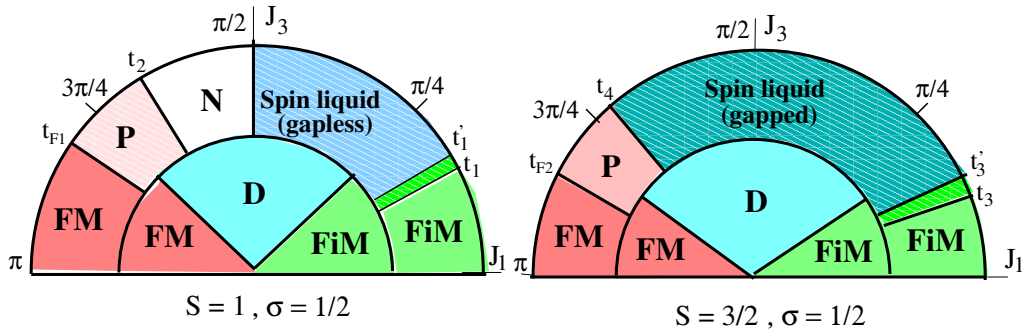 π/2 J3
t2
3π/4
N
Spin liquid
(gapless)
π/4
tF1
P
t'1
t1
D
FM
FM
FiM
FiM
π
J1
S = 1 , σ = 1/2
π/2 J3
t4
3π/4
Spin liquid
(gapped)
π/4
tF2
P
t'3
t3
D
FM
FM
FiM
FiM
π
J1
S = 3/2 , σ = 1/2